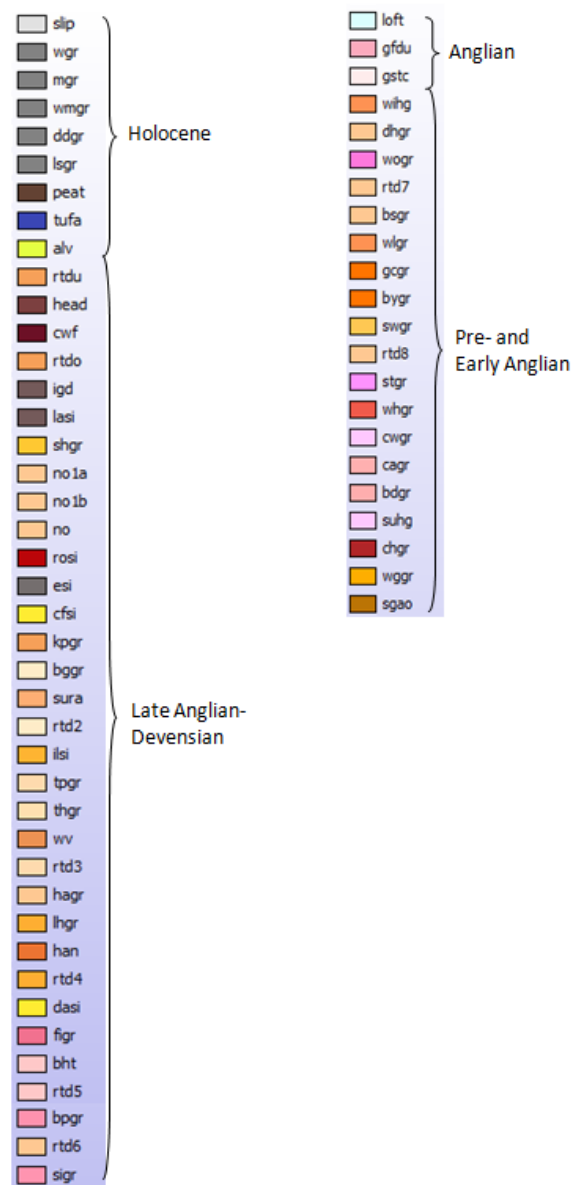 slip
wgr
mgr
wmgr
ddgr
lsgr
peat
tufa
alv
Holocene
rtdu
head
cwf
rtdo
igd
lasi
shgr
no1a
no1b
no
rosi
esi
cfsi
kpgr
bggr
sura
rtd2
ilsi
tpgr
thgr
wv
rtd3
hagr
lhgr
han
rtd4
dasi
figr
bht
rtd5
bpgr
rtd6
sigr
Late Anglian-
Devensian
loft
gfdu
gstc
Anglian
wihg
dhgr
wogr
rtd7
bsgr
wlgr
gcgr
bygr
swgr
rtd8
stgr
whgr
cwgr
cagr
bdgr
suhg
chgr
wggr
sgao
Pre- and
Early Anglian